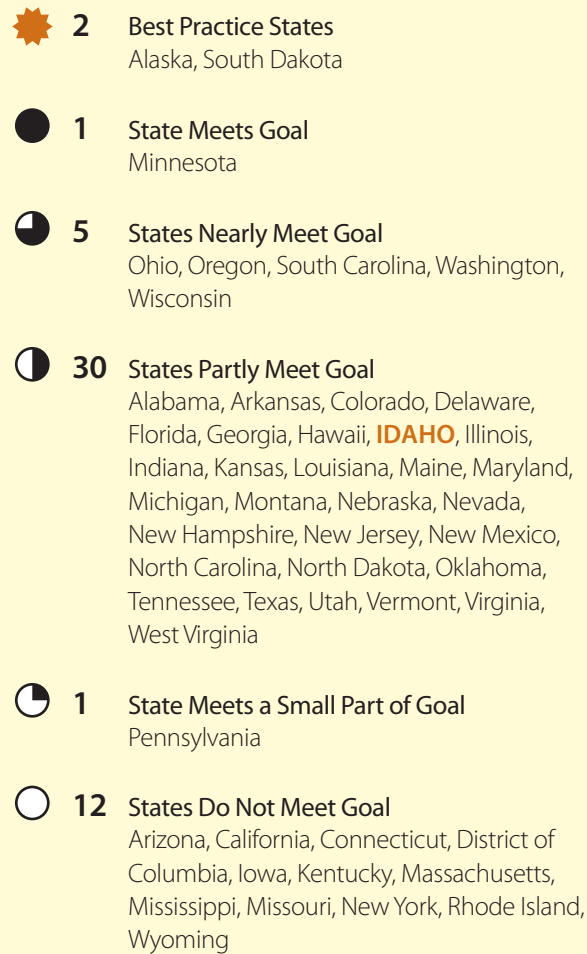 2 Best Practice States
Alaska, South Dakota
1 State Meets Goal
Minnesota
5 States Nearly Meet Goal
Ohio, Oregon, South Carolina, Washington,
Wisconsin
30 States Partly Meet Goal
Alabama, Arkansas, Colorado, Delaware,
Florida, Georgia, Hawaii, IDAHO, Illinois,
Indiana, Kansas, Louisiana, Maine, Maryland,
Michigan, Montana, Nebraska, Nevada,
New Hampshire, New Jersey, New Mexico,
North Carolina, North Dakota, Oklahoma,
Tennessee, Texas, Utah, Vermont, Virginia,
West Virginia
1 State Meets a Small Part of Goal
Pennsylvania
12 States Do Not Meet Goal
Arizona, California, Connecticut, District of
Columbia, Iowa, Kentucky, Massachusetts,
Mississippi, Missouri, New York, Rhode Island,
Wyoming